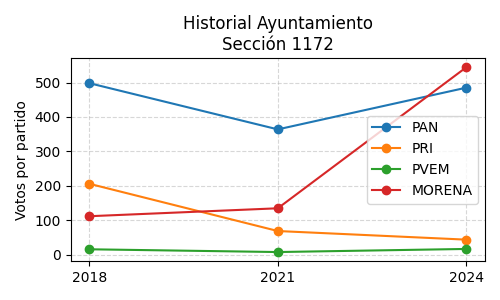 Historial Ayuntamiento
Sección 1172
Votos por partido
500
400
300
200
100
0
2018
2021
2024
PAN
PRI
PVEM
MORENA